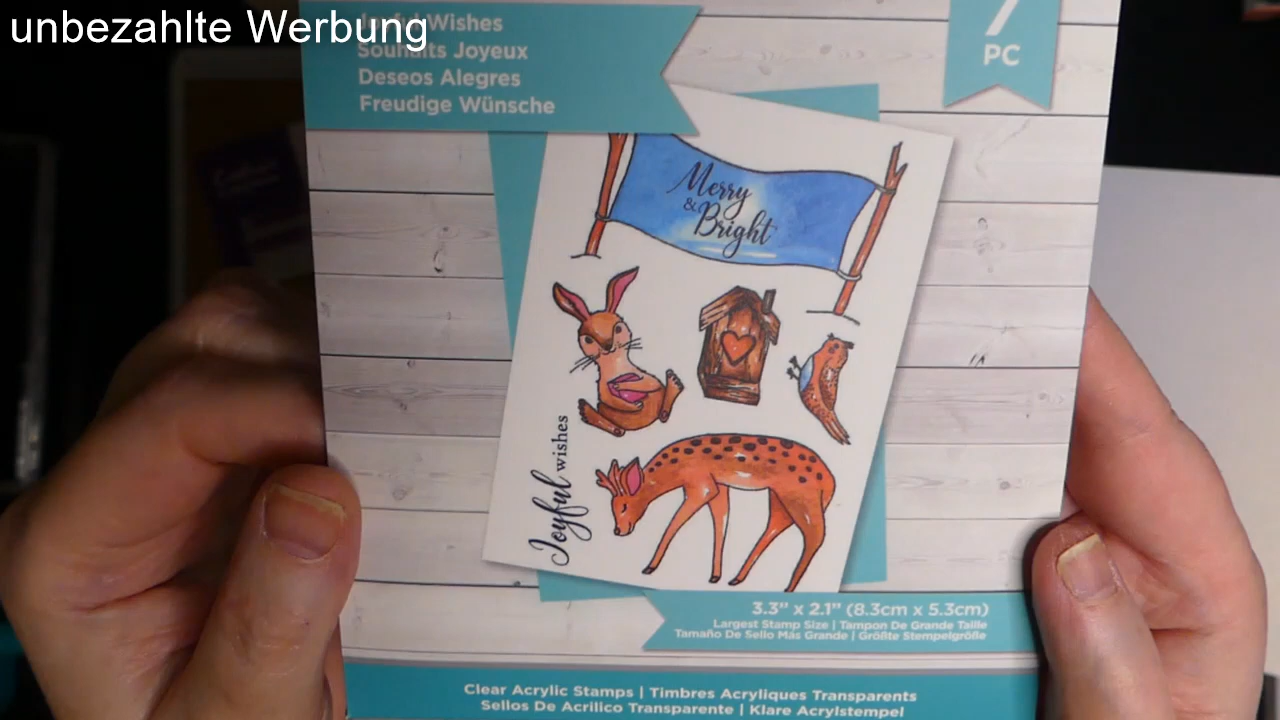 unbezahlte Werbung
Joyful Wishes
Souhaits Joyeux
Deseos Alegres
Freudige Wünsche
7
PC
Merry
&
Bright
Joyful wishes
3.3" x 2.1" (8.3cm x 5.3cm)
Largest Stamp Size | Tampon De Grande Taille
Tamaño De Sello Más Grande | Größte Stempelgröße
Clear Acrylic Stamps | Timbres Acryliques Transparents
Sellos De Acrilico Transparente | Klare Acrylstempel